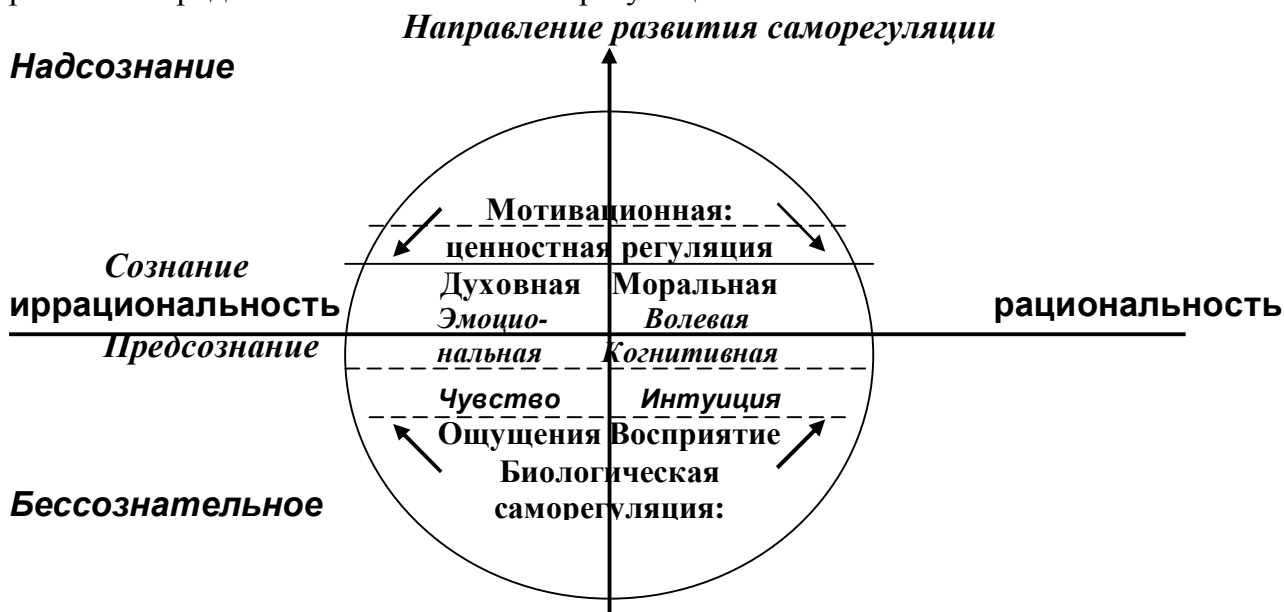 Направление развития саморегуляции
Надсознание
Мотивационная:
ценностная регуляция
Сознание
Духовная Моральная
иррациональность
рациональность
Эмоцио- Волевая
Предсознание
нальная Когнитивная
Чувство Интуиция
Ощущения Восприятие
Биологическая
Бессознательное
саморегуляция: